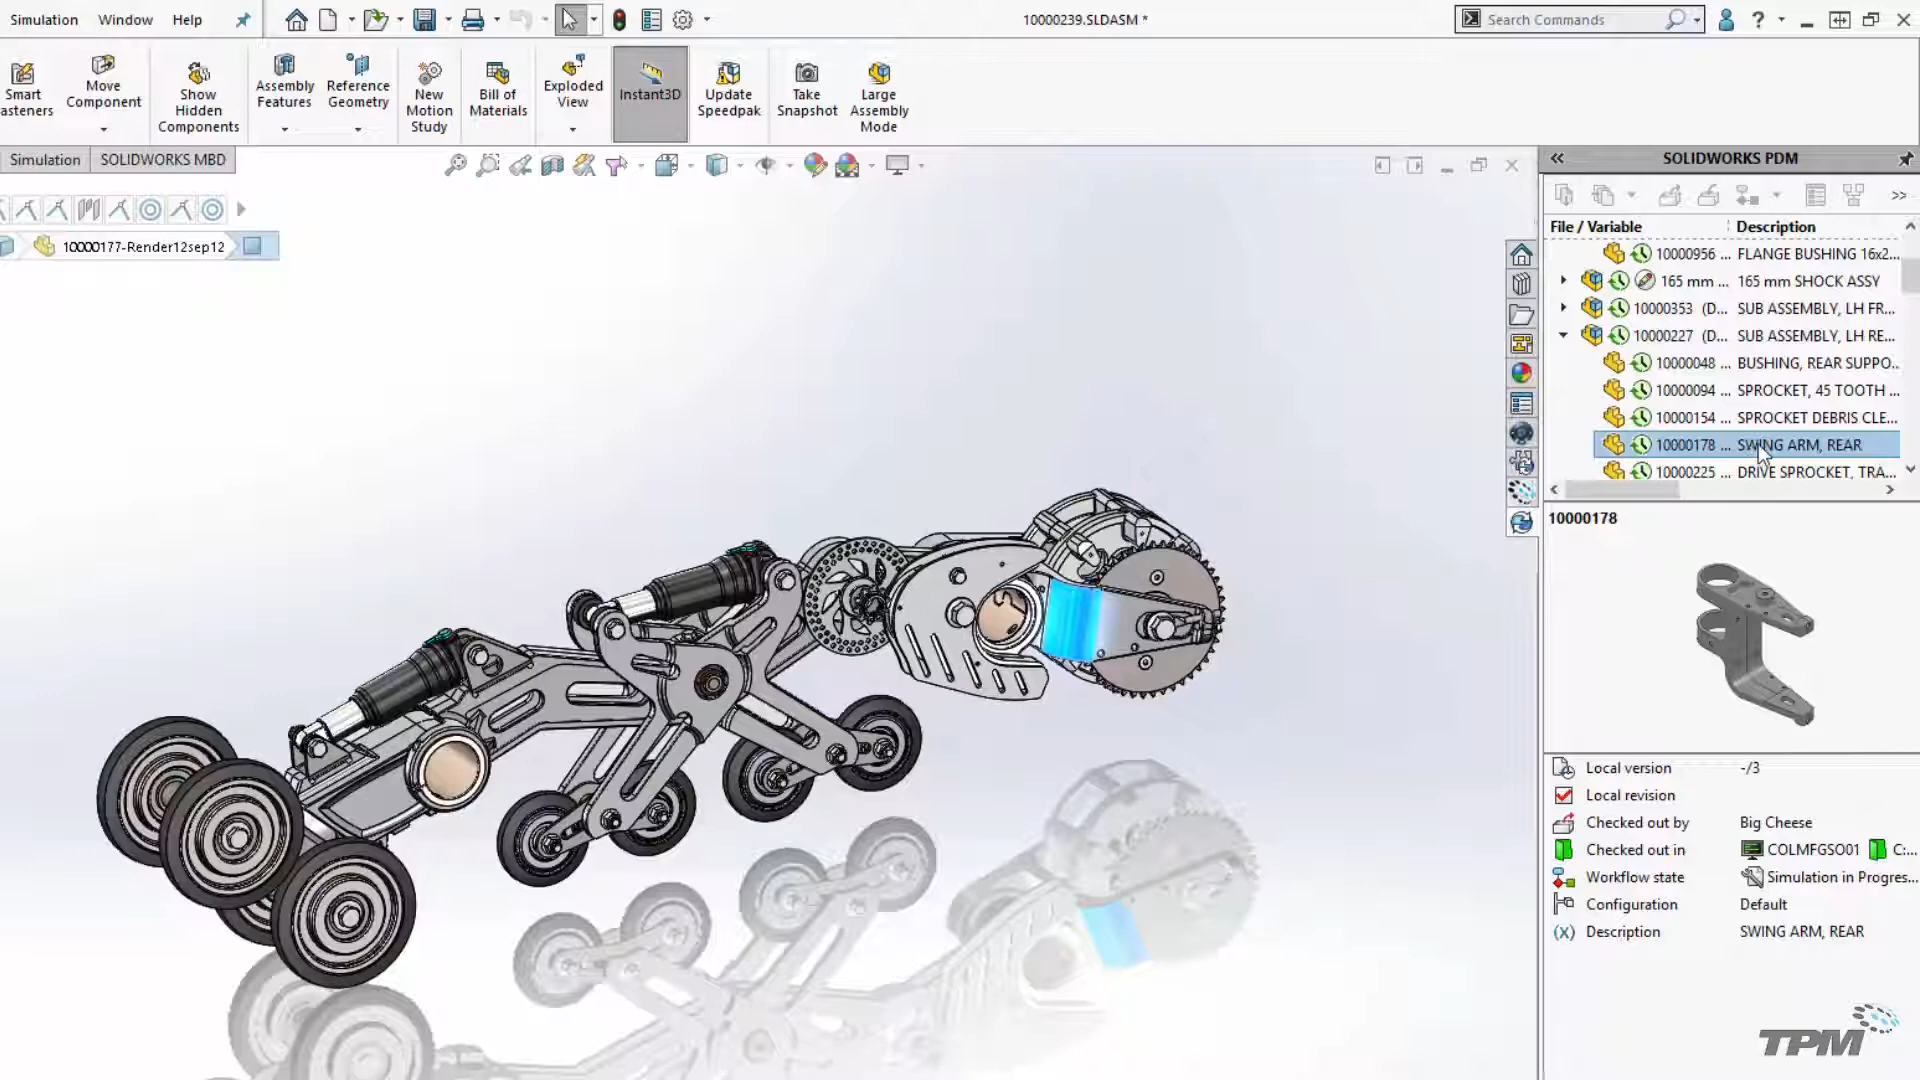 Simulation Window Help
10000239.SLDASM *
Search Commands
Smart
asteners
Move
Component
Show
Hidden
Components
Assembly
Features
Reference
Geometry
New
Motion
Study
Bill of
Materials
Exploded
View
Instant3D
Update
Speedpak
Take
Snapshot
Large
Assembly
Mode
Simulation SOLIDWORKS MBD
10000177-Render12sep12
SOLIDWORKS PDM
File / Variable Description
10000956 ... FLANGE BUSHING 16x2...
165 mm ... 165 mm SHOCK ASSY
10000353 (D... SUB ASSEMBLY, LH FR...
10000227 (D... SUB ASSEMBLY, LH RE...
10000048 ... BUSHING, REAR SUPPO...
10000094 ... SPROCKET, 45 TOOTH ...
10000154 ... SPROCKET DEBRIS CLE...
10000178 ... SWING ARM, REAR
10000225 ... DRIVE SPROCKET, TRA...
10000178
Local version -/3
Local revision
Checked out by Big Cheese
Checked out in COLMFGSO01 C:...
Workflow state Simulation in Progres...
Configuration Default
(x) Description SWING ARM, REAR
TPM